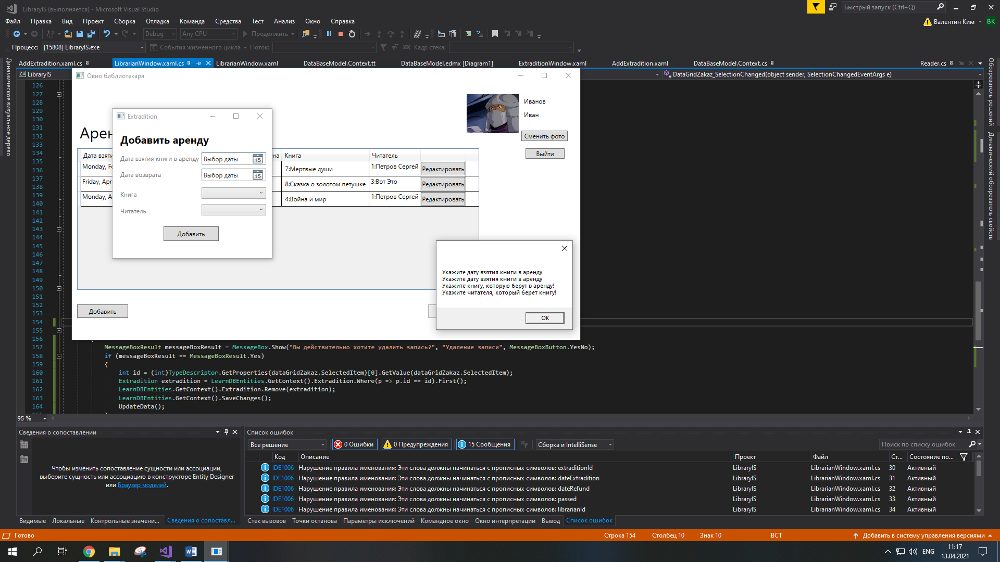 LibraryIS (выполняется) - Microsoft Visual Studio
Быстрый запуск (Ctrl+Q)
Файл Правка Вид Проект Сборка Отладка Команда Средства Тест Анализ Окно Справка
Валентин Ким
ВК
Debug Any CPU Продолжить
Процесс: [15808] LibraryIS.exe События жизненного цикла Поток: Кадр стека:
AddExtradition.xaml.cs LibrarianWindow.xaml.cs LibrarianWindow.xaml DataBaseModel.Context.tt DataBaseModel.edmx [Diagram1] ExtraditionWindow.xaml AddExtradition.xaml DataBaseModel.Context.cs Reader.cs
LibraryIS
DataGridZakaz_SelectionChanged(object sender, SelectionChangedEventArgs e)
Динамическое визуальное дерево
Обозреватель решений
Динамический обозреватель свойств
Окно библиотекаря
Иванов
Иван
Сменить фото
Выйти
Арен
Дата взяти
на
Книга
Читатель
Monday, Fe
7:Мертвые души
1:Петров Сергей
Редактировать
Friday, Apr
8:Сказка о золотом петушке
3:Вот Это
Редактировать
Monday, A
4:Война и мир
1:Петров Сергей
Редактировать
Добавить
Extradition
Добавить аренду
Дата взятия книги в аренду
Выбор даты
15
Дата возврата
Выбор даты
15
Книга
Читатель
Добавить
Укажите дату взятия книги в аренду
Укажите дату взятия книги в аренду
Укажите книгу, которую берут в аренду!
Укажите читателя, который берет книгу!
OK
126
127
128
129
130
131
132
133
134
135
136
137
138
139
140
141
142
143
144
145
146
147
148
149
150
151
152
153
154
155
156
157 MessageBoxResult messageBoxResult = MessageBox.Show("Вы действительно хотите удалить запись?", "Удаление записи", MessageBoxButton.YesNo);
158 if (messageBoxResult == MessageBoxResult.Yes)
159 {
160 int id = (int)TypeDescriptor.GetProperties(dataGridZakaz.SelectedItem)[0].GetValue(dataGridZakaz.SelectedItem);
161 Extradition extradition = LearnDBEntities.GetContext().Extradition.Where(p => p.id == id).First();
162 LearnDBEntities.GetContext().Extradition.Remove(extradition);
163 LearnDBEntities.GetContext().SaveChanges();
164 UpdateData();
95 %
Сведения о сопоставлении
Чтобы изменить сопоставление сущности или ассоциации,
выберите сущность или ассоциацию в конструкторе Entity Designer
или Браузер моделей.
Видимые Локальные Контрольные значени... Сведения о сопоставл...
Список ошибок
Все решение 0 Ошибки 0 Предупреждения 15 Сообщения Сборка и IntelliSense Поиск по списку ошибок
Код Описание Проект Файл Ст... Состояние по...
IDE1006 Нарушение правила именования: Эти слова должны начинаться с прописных символов: extraditionId LibraryIS LibrarianWindow.xaml.cs 30 Активный
IDE1006 Нарушение правила именования: Эти слова должны начинаться с прописных символов: dateExtradition LibraryIS LibrarianWindow.xaml.cs 31 Активный
IDE1006 Нарушение правила именования: Эти слова должны начинаться с прописных символов: dateRefund LibraryIS LibrarianWindow.xaml.cs 32 Активный
IDE1006 Нарушение правила именования: Эти слова должны начинаться с прописных символов: passed LibraryIS LibrarianWindow.xaml.cs 33 Активный
IDE1006 Нарушение правила именования: Эти слова должны начинаться с прописных символов: librarianId LibraryIS LibrarianWindow.xaml.cs 34 Активный
Стек вызовов Точки останова Параметры исключений Командное окно Окно интерпретации Вывод Список ошибок
Готово Строка 154 Столбец 10 Знак 10 ВСТ Добавить в систему управления версиями
ENG
11:17
13.04.2021